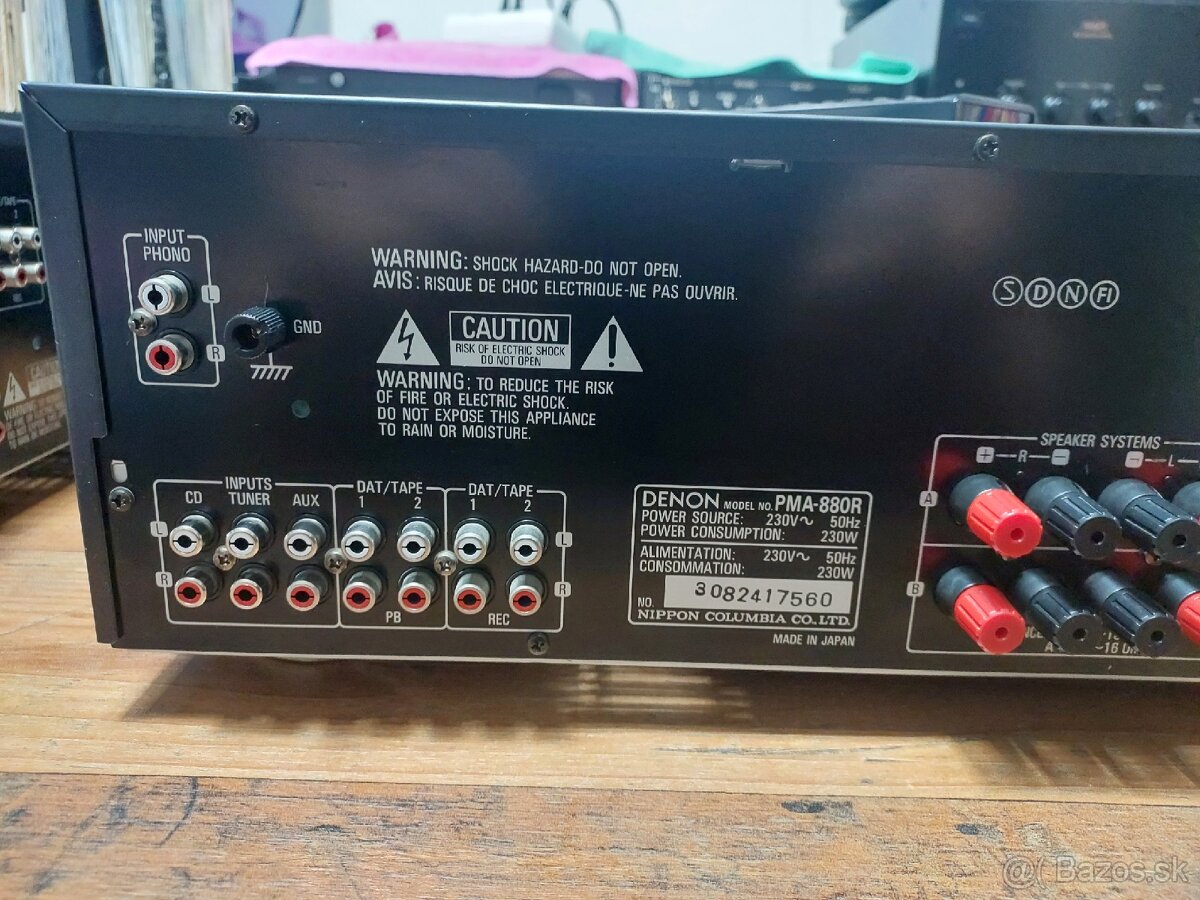 INPUT
PHONO
L
R
GND
WARNING: SHOCK HAZARD-DO NOT OPEN.
AVIS: RISQUE DE CHOC ELECTRIQUE-NE PAS OUVRIR.
CAUTION
RISK OF ELECTRIC SHOCK
DO NOT OPEN
WARNING: TO REDUCE THE RISK
OF FIRE OR ELECTRIC SHOCK.
DO NOT EXPOSE THIS APPLIANCE
TO RAIN OR MOISTURE.
S D N FI
INPUTS
CD TUNER AUX
DAT/TAPE
1 2
DAT/TAPE
1 2
L L
R R
PB REC
DENON MODEL NO. PMA-880R
POWER SOURCE: 230V~ 50Hz
POWER CONSUMPTION: 230W
ALIMENTATION: 230V~ 50Hz
CONSOMMATION: 230W
NO. 3082417560
NIPPON COLUMBIA CO., LTD.
MADE IN JAPAN
SPEAKER SYSTEMS
+ R − − L
A
B
@( Bazos.sk